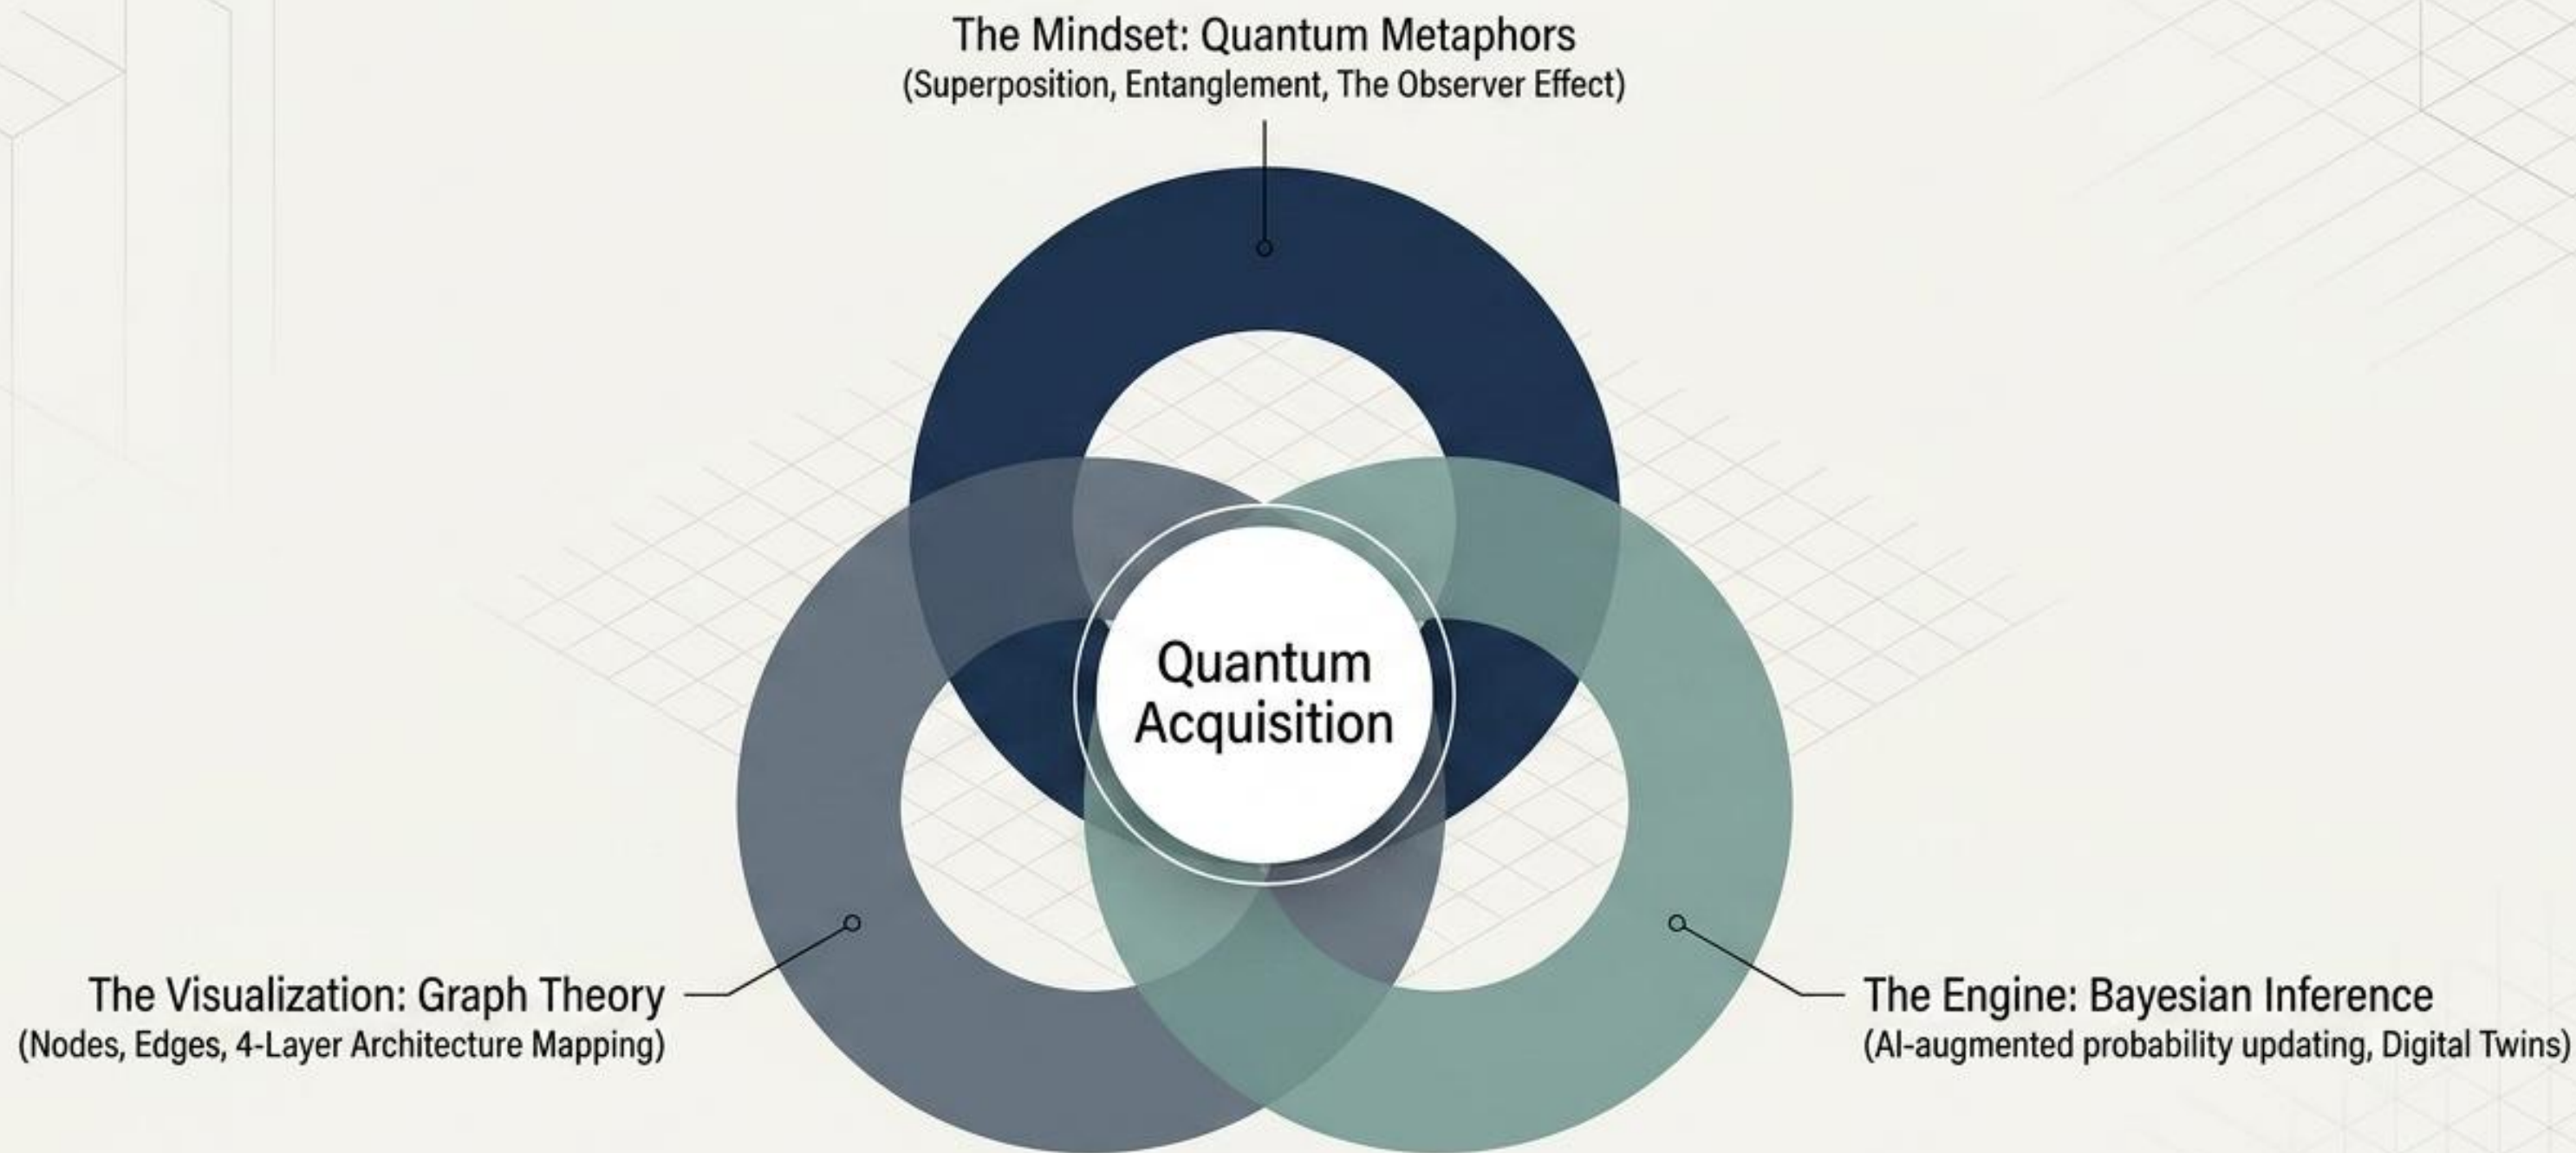 The Mindset: Quantum Metaphors
(Superposition, Entanglement, The Observer Effect)
Quantum
Acquisition
The Visualization: Graph Theory
(Nodes, Edges, 4-Layer Architecture Mapping)
The Engine: Bayesian Inference
(AI-augmented probability updating, Digital Twins)